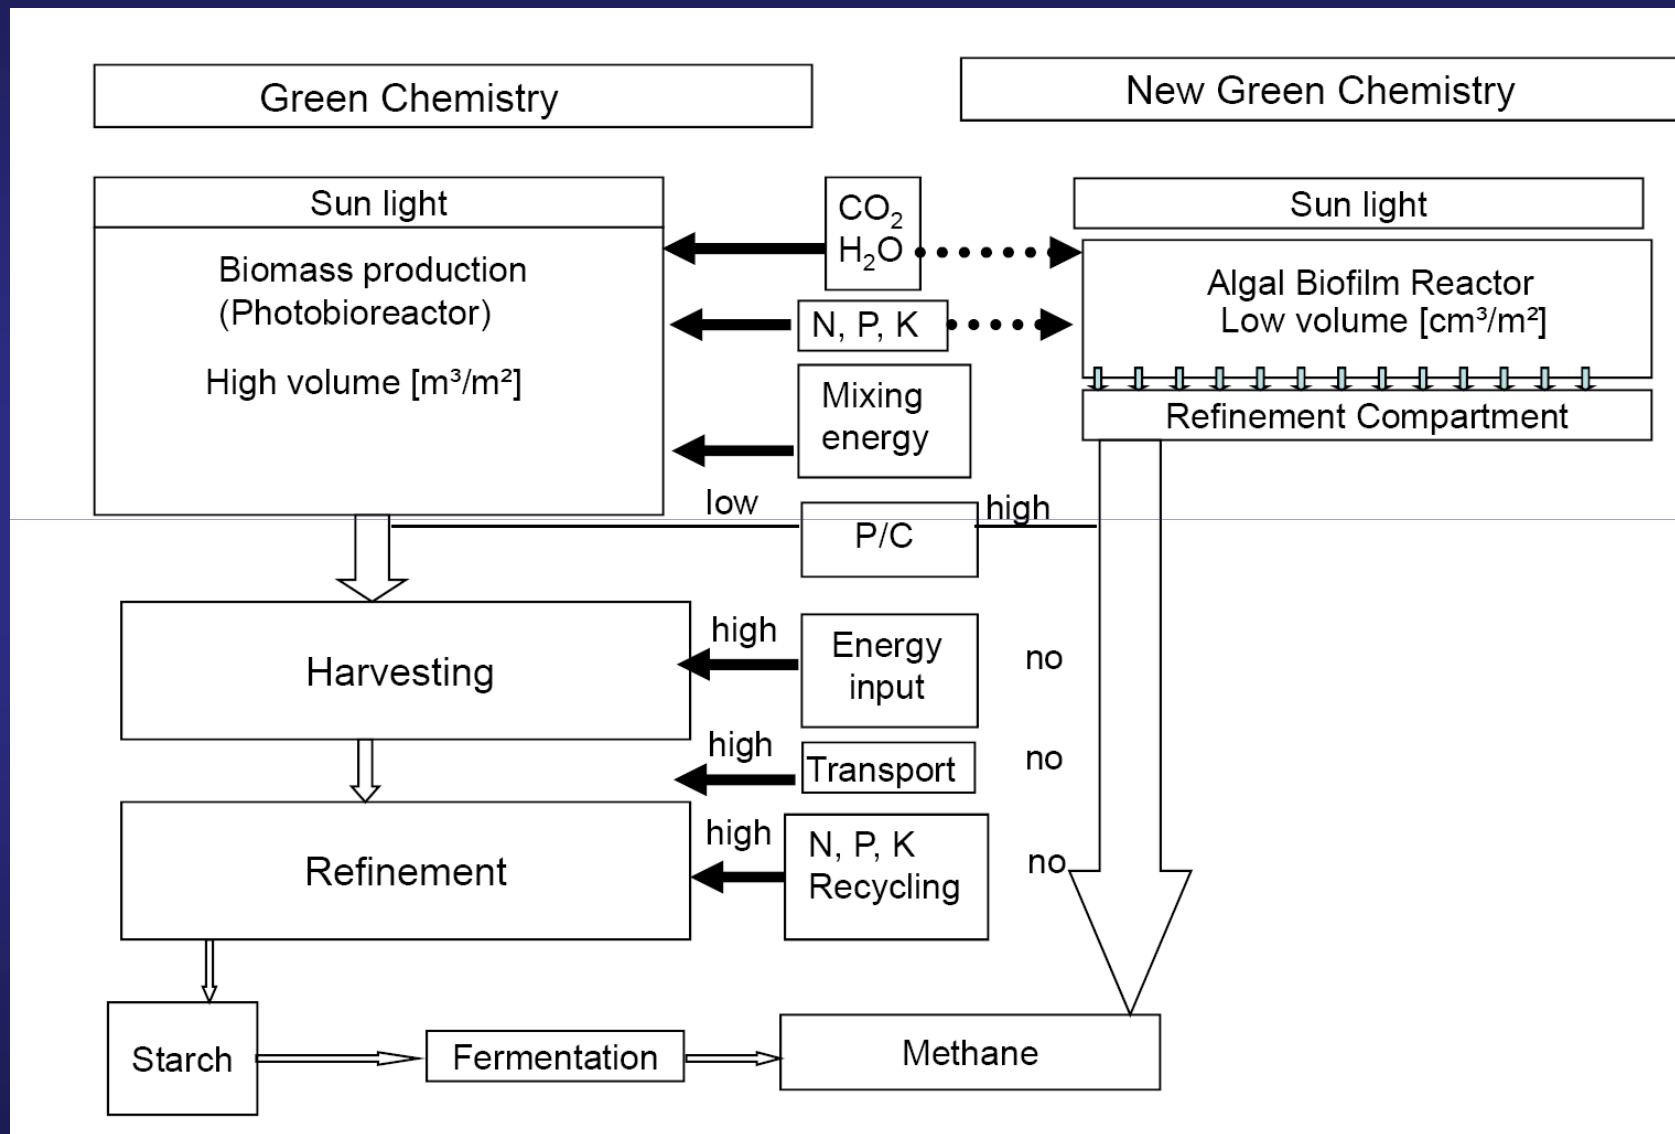 Green Chemistry
New Green Chemistry
Sun light
Biomass production
(Photobioreactor)
High volume [m³/m²]
CO₂
H₂O
N, P, K
Mixing
energy
Sun light
Algal Biofilm Reactor
Low volume [cm³/m²]
Refinement Compartment
low
P/C
high
Harvesting
high
Energy
input
no
high
Transport
no
Refinement
high
N, P, K
Recycling
no
Starch
Fermentation
Methane